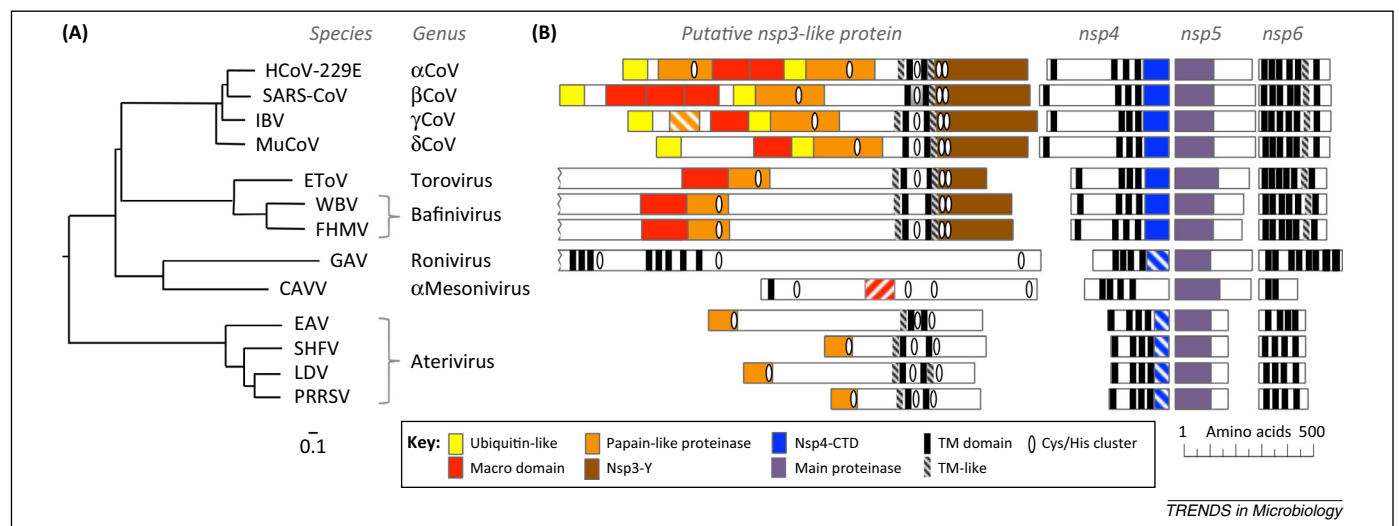 (A) Species Genus (B) Putative nsp3-like protein nsp4 nsp5 nsp6
HCoV-229E αCoV
SARS-CoV βCoV
IBV γCoV
MuCoV δCoV
EToV Torovirus
WBV
Bafinivirus
FHMV
GAV Ronivirus
CAVV αMesonivirus
EAV
SHFV
Aterivirus
LDV
PRRSV
0.1
Key: Ubiquitin-like Papain-like proteinase Nsp4-CTD TM domain Cys/His cluster
Macro domain Nsp3-Y Main proteinase TM-like
1 Amino acids 500
TRENDS in Microbiology